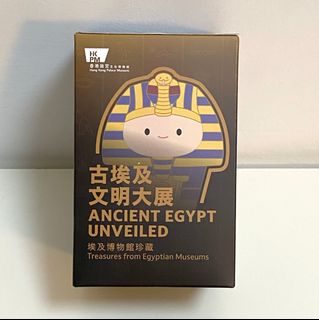 HK
PM
香港故宮文化博物館
Hong Kong Palace Museum
古埃及
文明大展
ANCIENT EGYPT
UNVEILED
埃及博物館珍藏
Treasures from Egyptian Museums